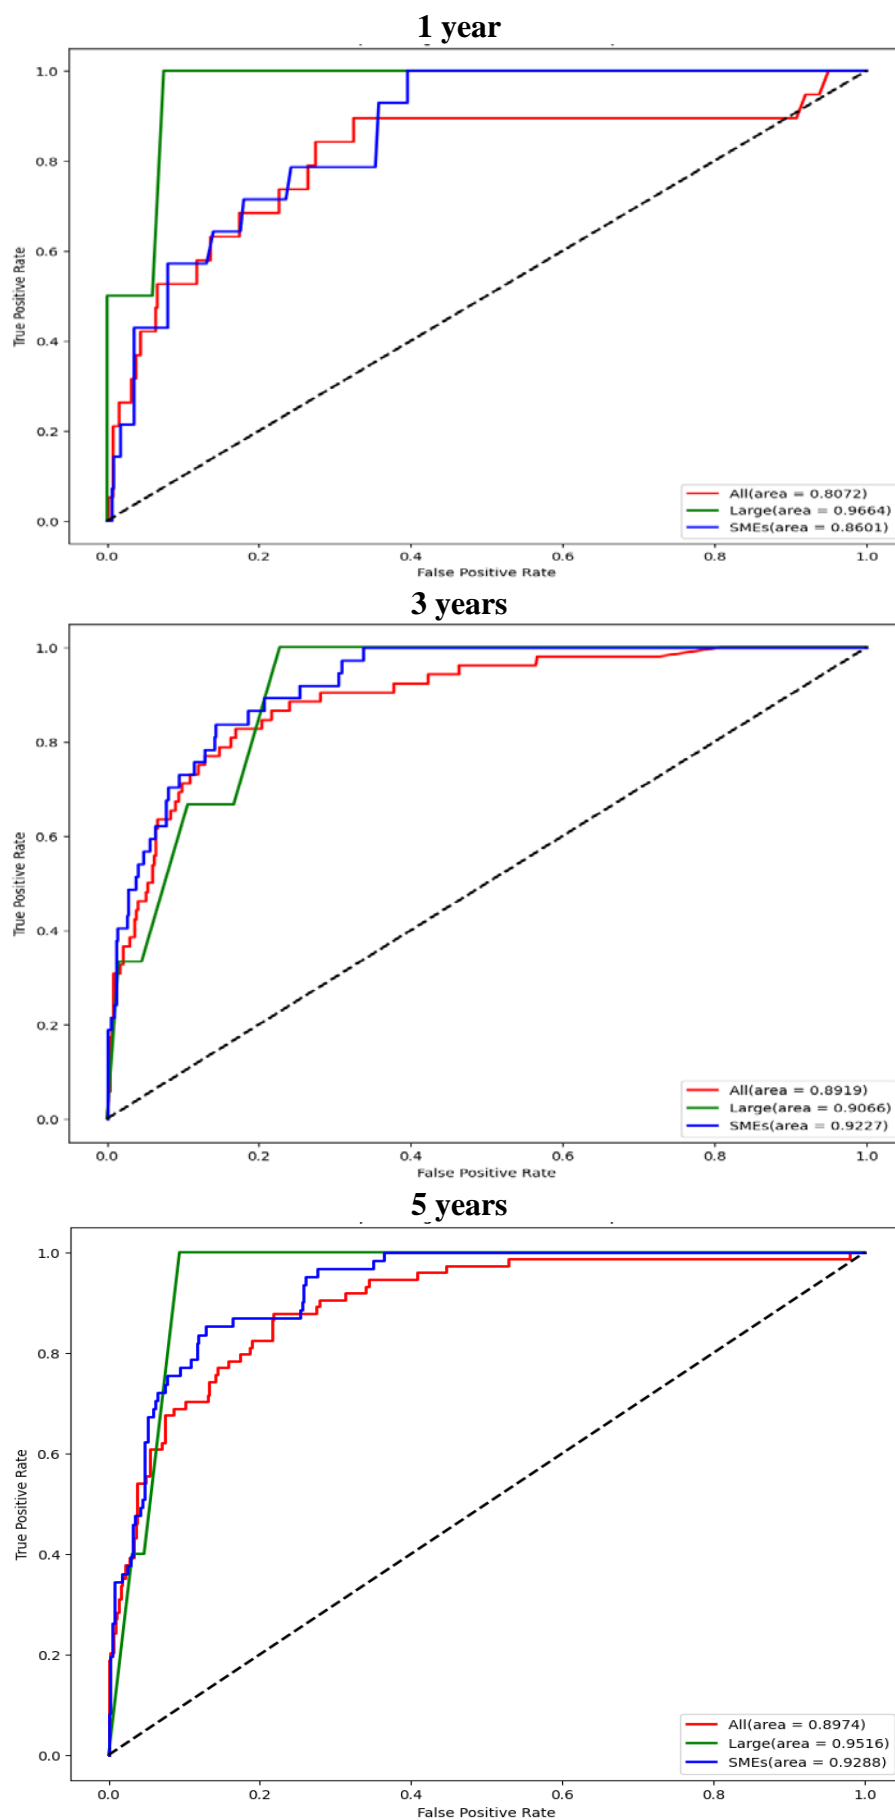 1 year
1.0
0.8
0.6
0.4
0.2
0.0
True Positive Rate
All(area = 0.8072)
Large(area = 0.9664)
SMEs(area = 0.8601)
0.0 0.2 0.4 0.6 0.8 1.0
False Positive Rate
3 years
1.0
0.8
0.6
0.4
0.2
0.0
True Positive Rate
All(area = 0.8919)
Large(area = 0.9066)
SMEs(area = 0.9227)
0.0 0.2 0.4 0.6 0.8 1.0
False Positive Rate
5 years
1.0
0.8
0.6
0.4
0.2
0.0
True Positive Rate
All(area = 0.8974)
Large(area = 0.9516)
SMEs(area = 0.9288)
0.0 0.2 0.4 0.6 0.8 1.0
False Positive Rate